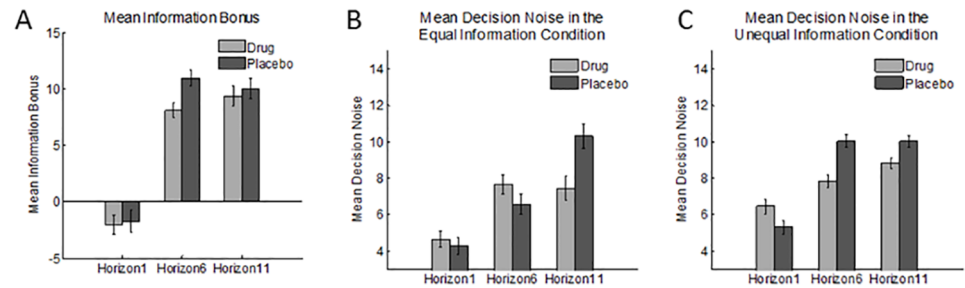 A
Mean Information Bonus
Mean Information Bonus
15
10
5
0
-5
Drug
Placebo
Horizon1 Horizon6 Horizon11
B
Mean Decision Noise in the
Equal Information Condition
Mean Decision Noise
14
12
10
8
6
4
Drug
Placebo
Horizon1 Horizon6 Horizon11
C
Mean Decision Noise in the
Unequal Information Condition
Mean Decision Noise
14
12
10
8
6
4
Drug
Placebo
Horizon1 Horizon6 Horizon11